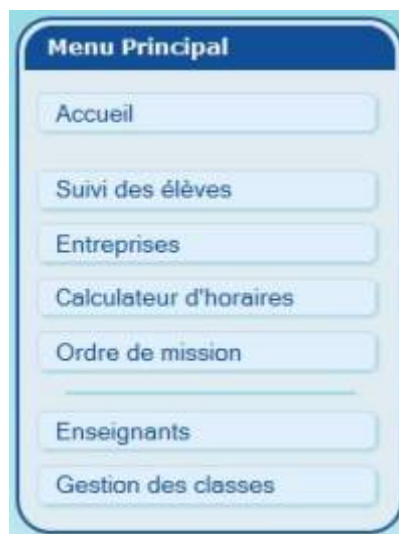 Menu Principal
Accueil
Suivi des élèves
Entreprises
Calculateur d'horaires
Ordre de mission
Enseignants
Gestion des classes